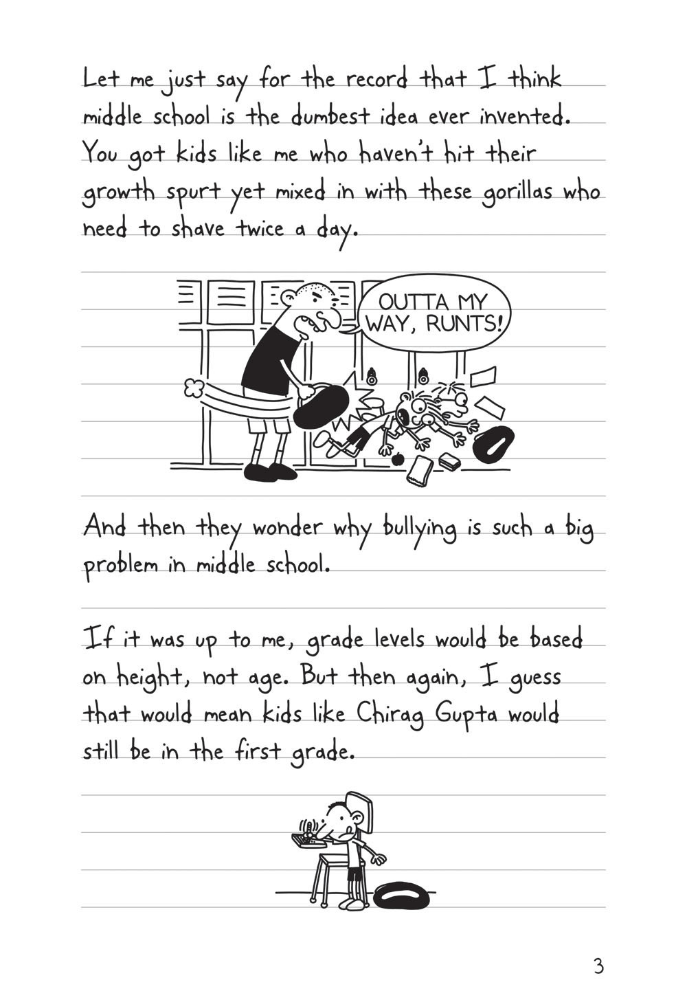 Let me just say for the record that I think
middle school is the dumbest idea ever invented.
You got kids like me who haven't hit their
growth spurt yet mixed in with these gorillas who
need to shave twice a day.
OUTTA MY
WAY, RUNTS!
And then they wonder why bullying is such a big
problem in middle school.
If it was up to me, grade levels would be based
on height, not age. But then again, I guess
that would mean kids like Chirag Gupta would
still be in the first grade.
3